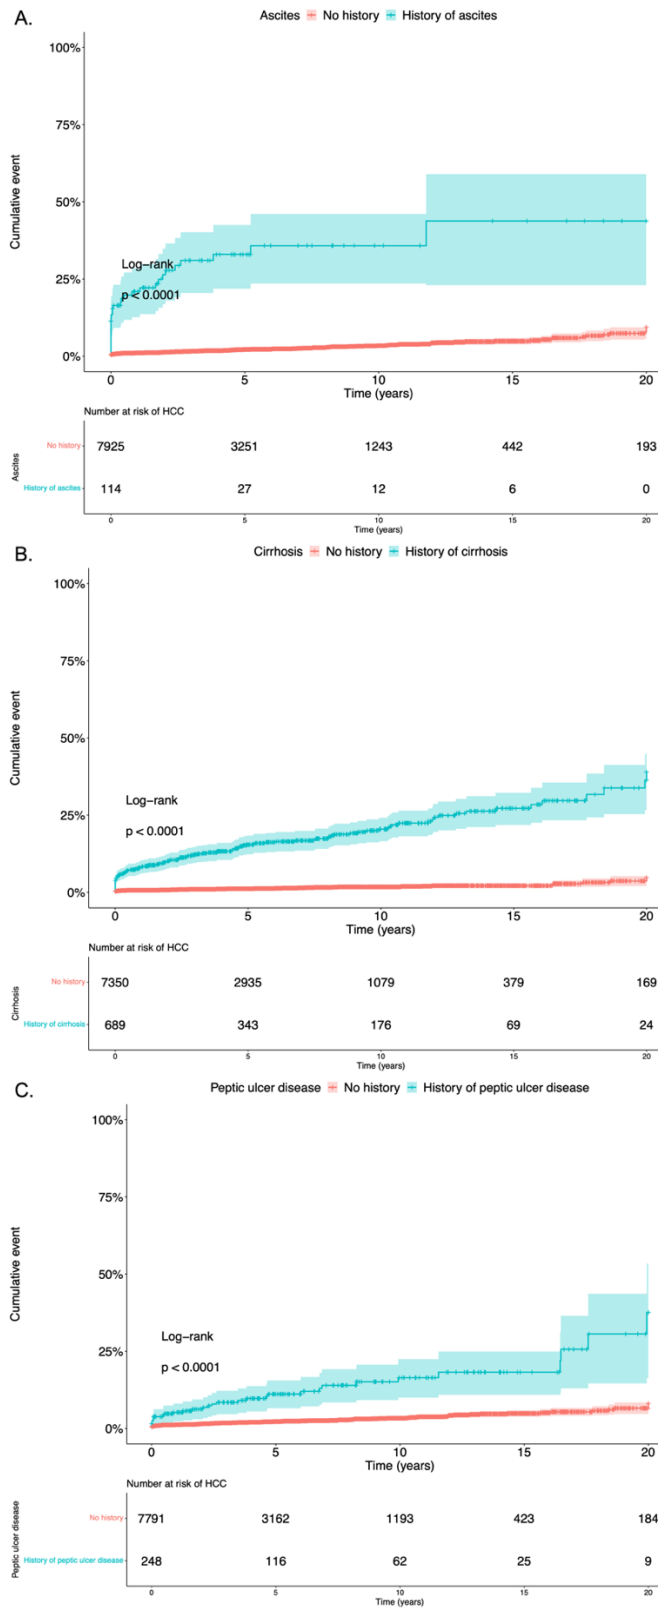 A.
Ascites No history History of ascites
100%
75%
50%
25%
0%
Cumulative event
Log-rank
p < 0.0001
0 5 10 15 20
Time (years)
Number at risk of HCC
Ascites
No history 7925 3251 1243 442 193
History of ascites 114 27 12 6 0
0 5 10 15 20
Time (years)
B.
Cirrhosis No history History of cirrhosis
100%
75%
50%
25%
0%
Cumulative event
Log-rank
p < 0.0001
0 5 10 15 20
Time (years)
Number at risk of HCC
Cirrhosis
No history 7350 2935 1079 379 169
History of cirrhosis 689 343 176 69 24
0 5 10 15 20
Time (years)
C.
Peptic ulcer disease No history History of peptic ulcer disease
100%
75%
50%
25%
0%
Cumulative event
Log-rank
p < 0.0001
0 5 10 15 20
Time (years)
Number at risk of HCC
Peptic ulcer disease
No history 7791 3162 1193 423 184
History of peptic ulcer disease 248 116 62 25 9
0 5 10 15 20
Time (years)